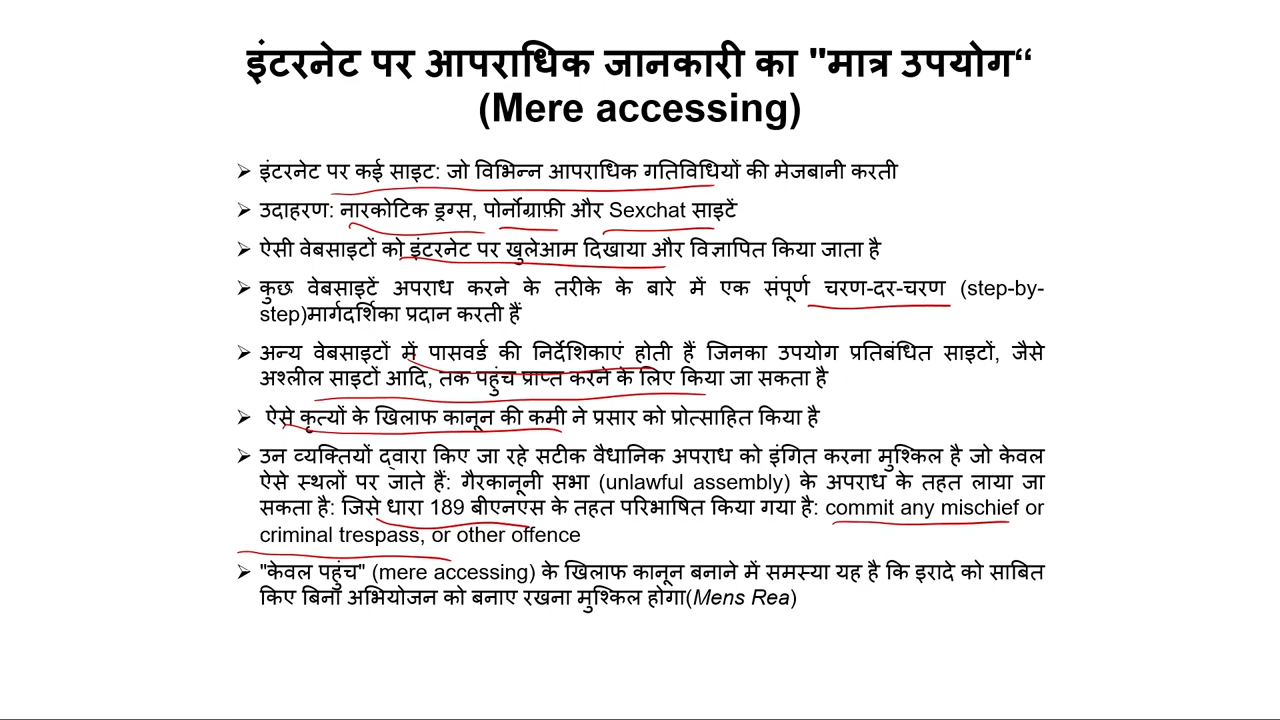 इंटरनेट पर आपराधिक जानकारी का "मात्र उपयोग“
(Mere accessing)
➢ इंटरनेट पर कई साइट: जो विभिन्न आपराधिक गतिविधियों की मेजबानी करती
➢ उदाहरण: नारकोटिक ड्रग्स, पोर्नोग्राफ़ी और Sexchat साइटें
➢ ऐसी वेबसाइटों को इंटरनेट पर खुलेआम दिखाया और विज्ञापित किया जाता है
➢ कुछ वेबसाइटें अपराध करने के तरीके के बारे में एक संपूर्ण चरण-दर-चरण (step-by-
step)मार्गदर्शिका प्रदान करती हैं
➢ अन्य वेबसाइटों में पासवर्ड की निर्देशिकाएं होती हैं जिनका उपयोग प्रतिबंधित साइटों, जैसे
अश्लील साइटों आदि, तक पहुंच प्राप्त करने के लिए किया जा सकता है
➢ ऐसे कृत्यों के खिलाफ कानून की कमी ने प्रसार को प्रोत्साहित किया है
➢ उन व्यक्तियों द्वारा किए जा रहे सटीक वैधानिक अपराध को इंगित करना मुश्किल है जो केवल
ऐसे स्थलों पर जाते हैं: गैरकानूनी सभा (unlawful assembly) के अपराध के तहत लाया जा
सकता है: जिसे धारा 189 बीएनएस के तहत परिभाषित किया गया है: commit any mischief or
criminal trespass, or other offence
➢ "केवल पहुंच" (mere accessing) के खिलाफ कानून बनाने में समस्या यह है कि इरादे को साबित
किए बिना अभियोजन को बनाए रखना मुश्किल होगा(Mens Rea)